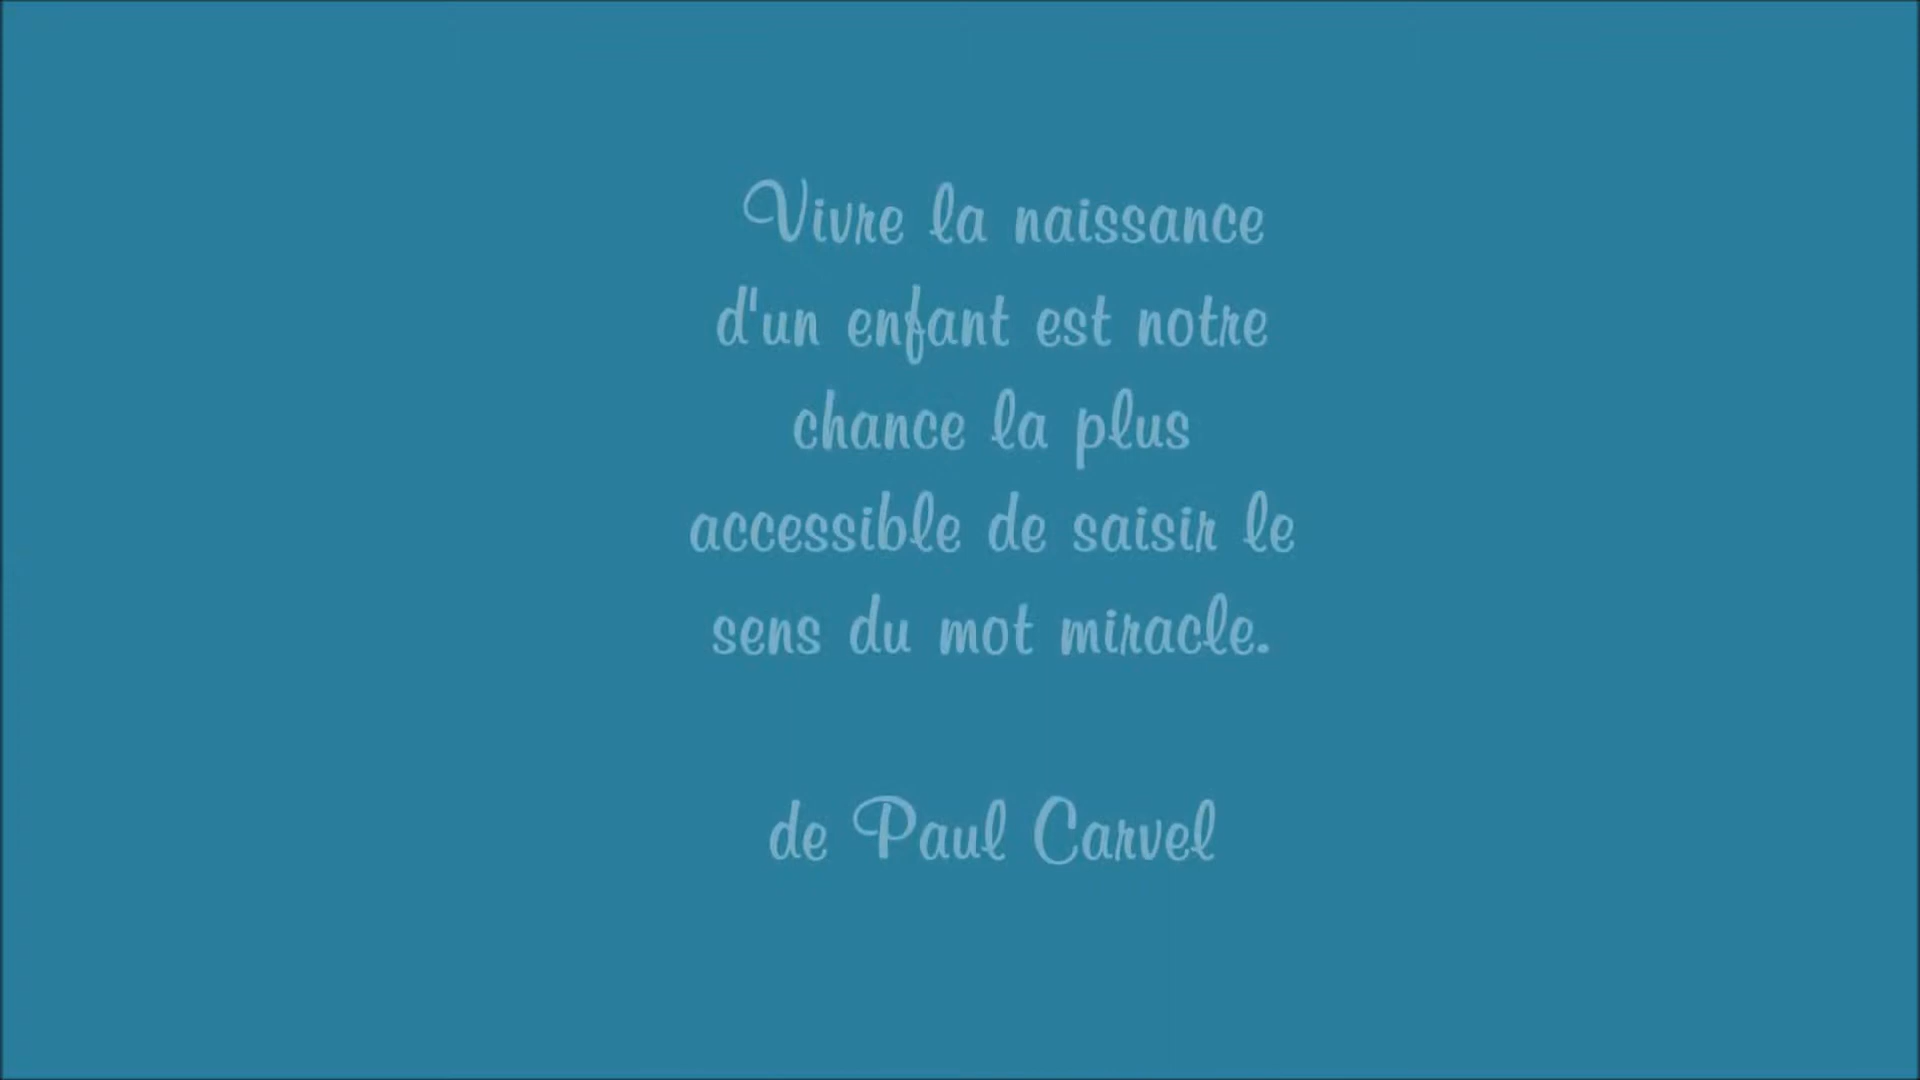 Vivre la naissance
d'un enfant est notre
chance la plus
accessible de saisir le
sens du mot miracle.
de Paul Carvel